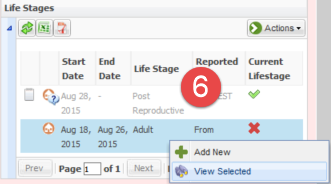 Life Stages
Actions
Start Date End Date Life Stage Reported Current Lifestage
Aug 28, 2015 - Post Reproductive EST
Aug 18, 2015 Aug 26, 2015 Adult From
6
Add New
View Selected
Prev Page 1 of 1 Next